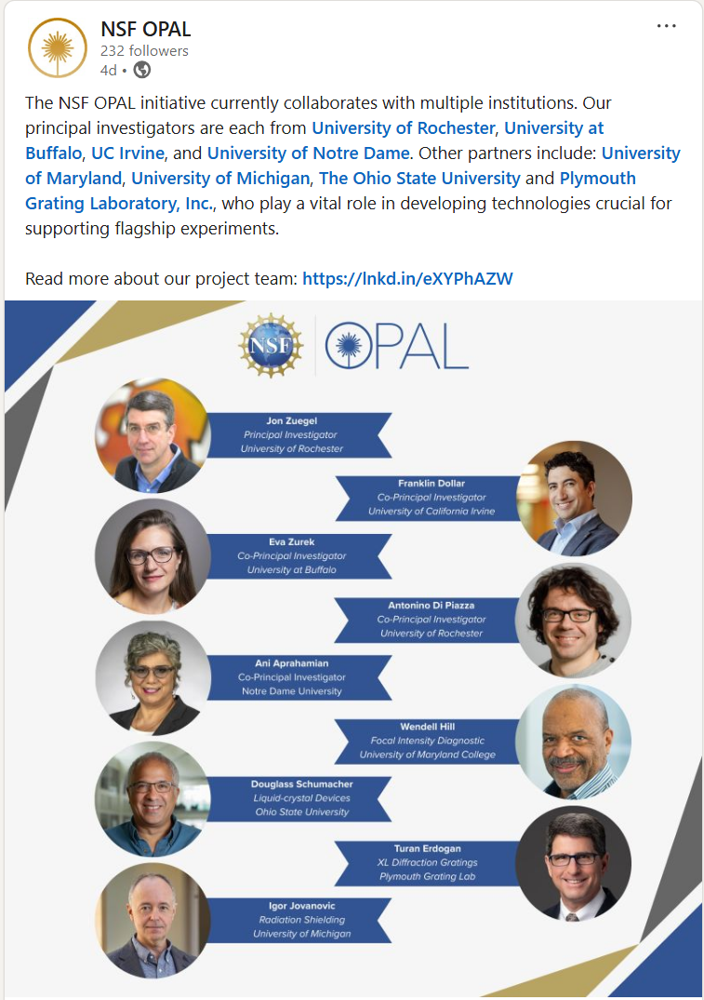 NSF OPAL
232 followers
4d •
The NSF OPAL initiative currently collaborates with multiple institutions. Our
principal investigators are each from University of Rochester, University at
Buffalo, UC Irvine, and University of Notre Dame. Other partners include: University
of Maryland, University of Michigan, The Ohio State University and Plymouth
Grating Laboratory, Inc., who play a vital role in developing technologies crucial for
supporting flagship experiments.
Read more about our project team: https://lnkd.in/eXYPhAZW
NSF OPAL
Jon Zuegel
Principal Investigator
University of Rochester
Franklin Dollar
Co-Principal Investigator
University of California Irvine
Eva Zurek
Co-Principal Investigator
University at Buffalo
Antonino Di Piazza
Co-Principal Investigator
University of Rochester
Ani Aprahamian
Co-Principal Investigator
Notre Dame University
Wendell Hill
Focal Intensity Diagnostic
University of Maryland College
Douglass Schumacher
Liquid-crystal Devices
Ohio State University
Turan Erdogan
XL Diffraction Gratings
Plymouth Grating Lab
Igor Jovanovic
Radiation Shielding
University of Michigan